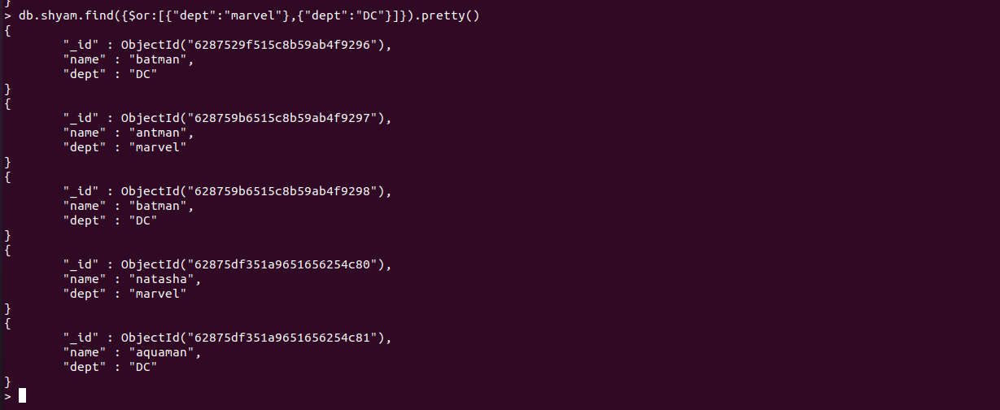 }
> db.shyam.find({$or:[{"dept":"marvel"},{"dept":"DC"}]}).pretty()
{
"_id" : ObjectId("6287529f515c8b59ab4f9296"),
"name" : "batman",
"dept" : "DC"
}
{
"_id" : ObjectId("628759b6515c8b59ab4f9297"),
"name" : "antman",
"dept" : "marvel"
}
{
"_id" : ObjectId("628759b6515c8b59ab4f9298"),
"name" : "batman",
"dept" : "DC"
}
{
"_id" : ObjectId("62875df351a9651656254c80"),
"name" : "natasha",
"dept" : "marvel"
}
{
"_id" : ObjectId("62875df351a9651656254c81"),
"name" : "aquaman",
"dept" : "DC"
}
>